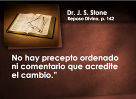 Dr. J. S. Stone
Reposo Divino, p. 142
No hay precepto ordenado
ni comentario que acredite
el cambio.”